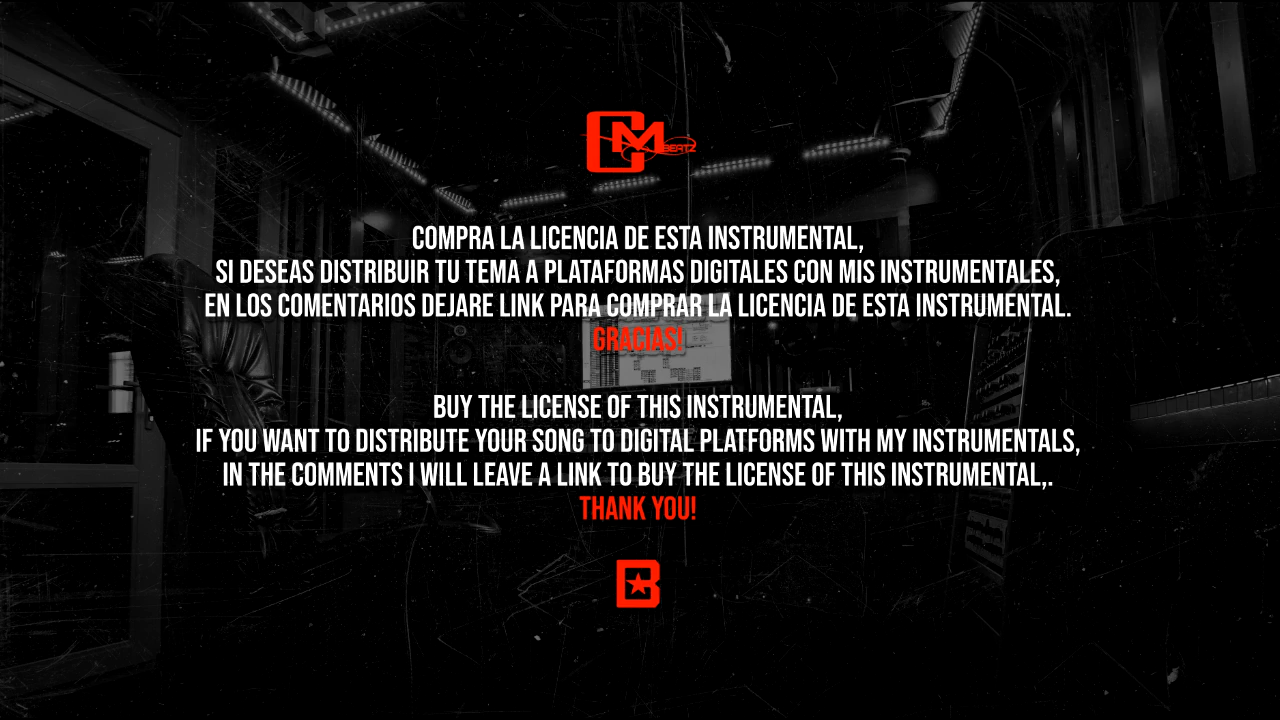 CM BEATZ
COMPRA LA LICENCIA DE ESTA INSTRUMENTAL,
SI DESEAS DISTRIBUIR TU TEMA A PLATAFORMAS DIGITALES CON MIS INSTRUMENTALES,
EN LOS COMENTARIOS DEJARE LINK PARA COMPRAR LA LICENCIA DE ESTA INSTRUMENTAL.
GRACIAS!
BUY THE LICENSE OF THIS INSTRUMENTAL,
IF YOU WANT TO DISTRIBUTE YOUR SONG TO DIGITAL PLATFORMS WITH MY INSTRUMENTALS,
IN THE COMMENTS I WILL LEAVE A LINK TO BUY THE LICENSE OF THIS INSTRUMENTAL,.
THANK YOU!
B